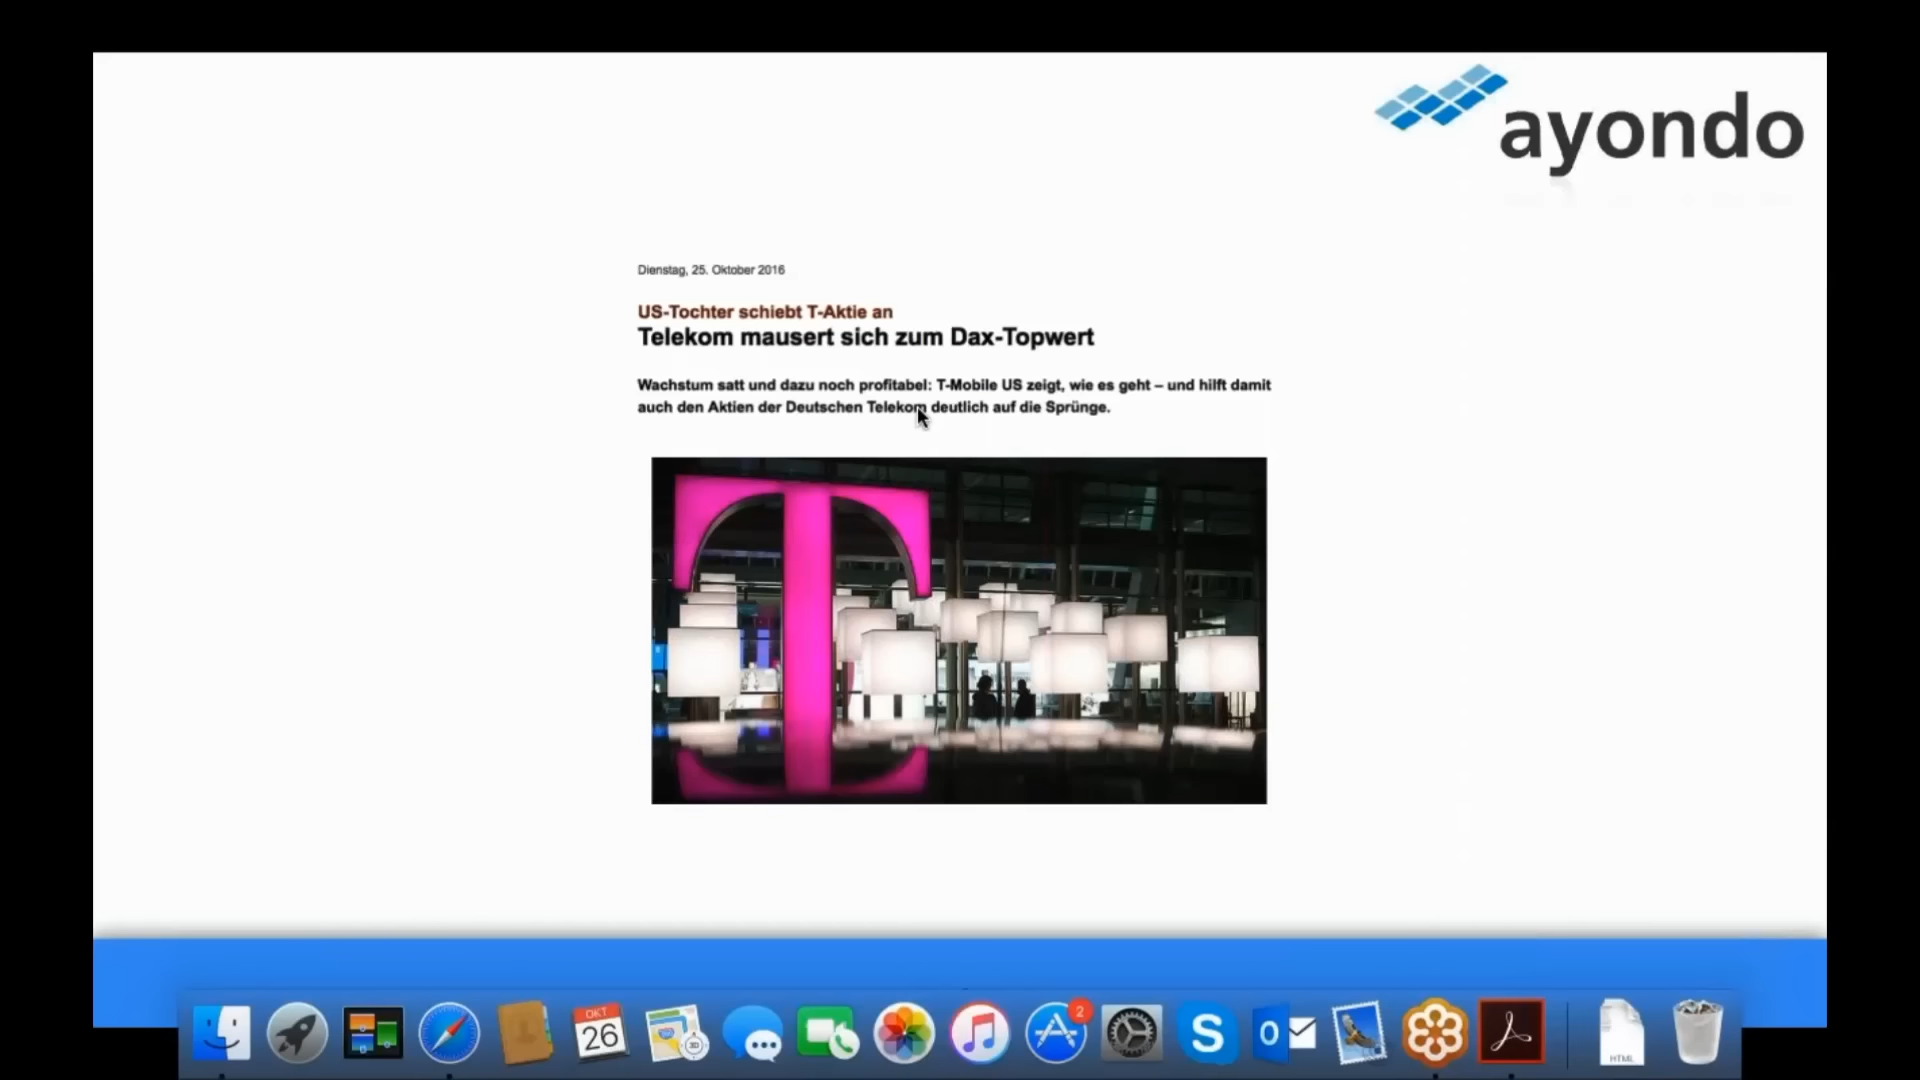 ayondo
Dienstag, 25. Oktober 2016
US-Tochter schiebt T-Aktie an
Telekom mausert sich zum Dax-Topwert
Wachstum satt und dazu noch profitabel: T-Mobile US zeigt, wie es geht – und hilft damit
auch den Aktien der Deutschen Telekom deutlich auf die Sprünge.
T
OKT
26
3D
2
S
O
HTML